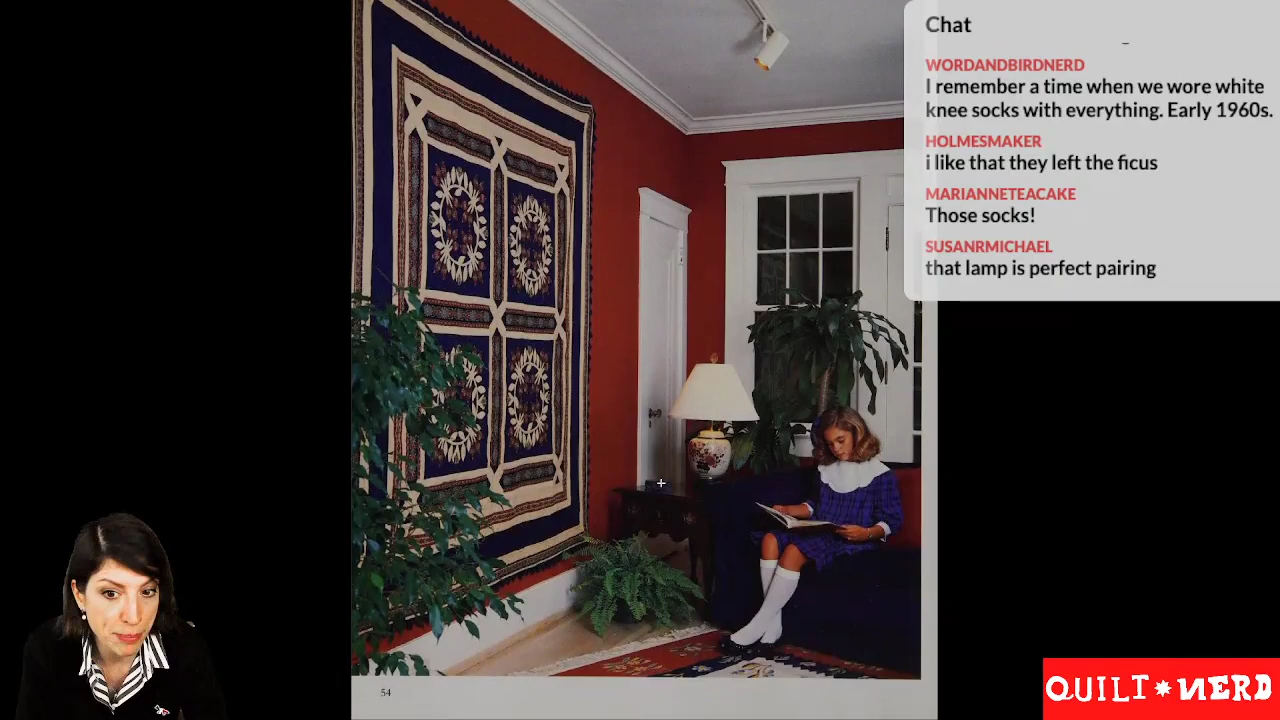 Chat
WORDANDBIRDNERD
I remember a time when we wore white
knee socks with everything. Early 1960s.
HOLMESMAKER
i like that they left the ficus
MARIANNETEACAKE
Those socks!
SUSANRMICHAEL
that lamp is perfect pairing
54
QUILT✷NERD